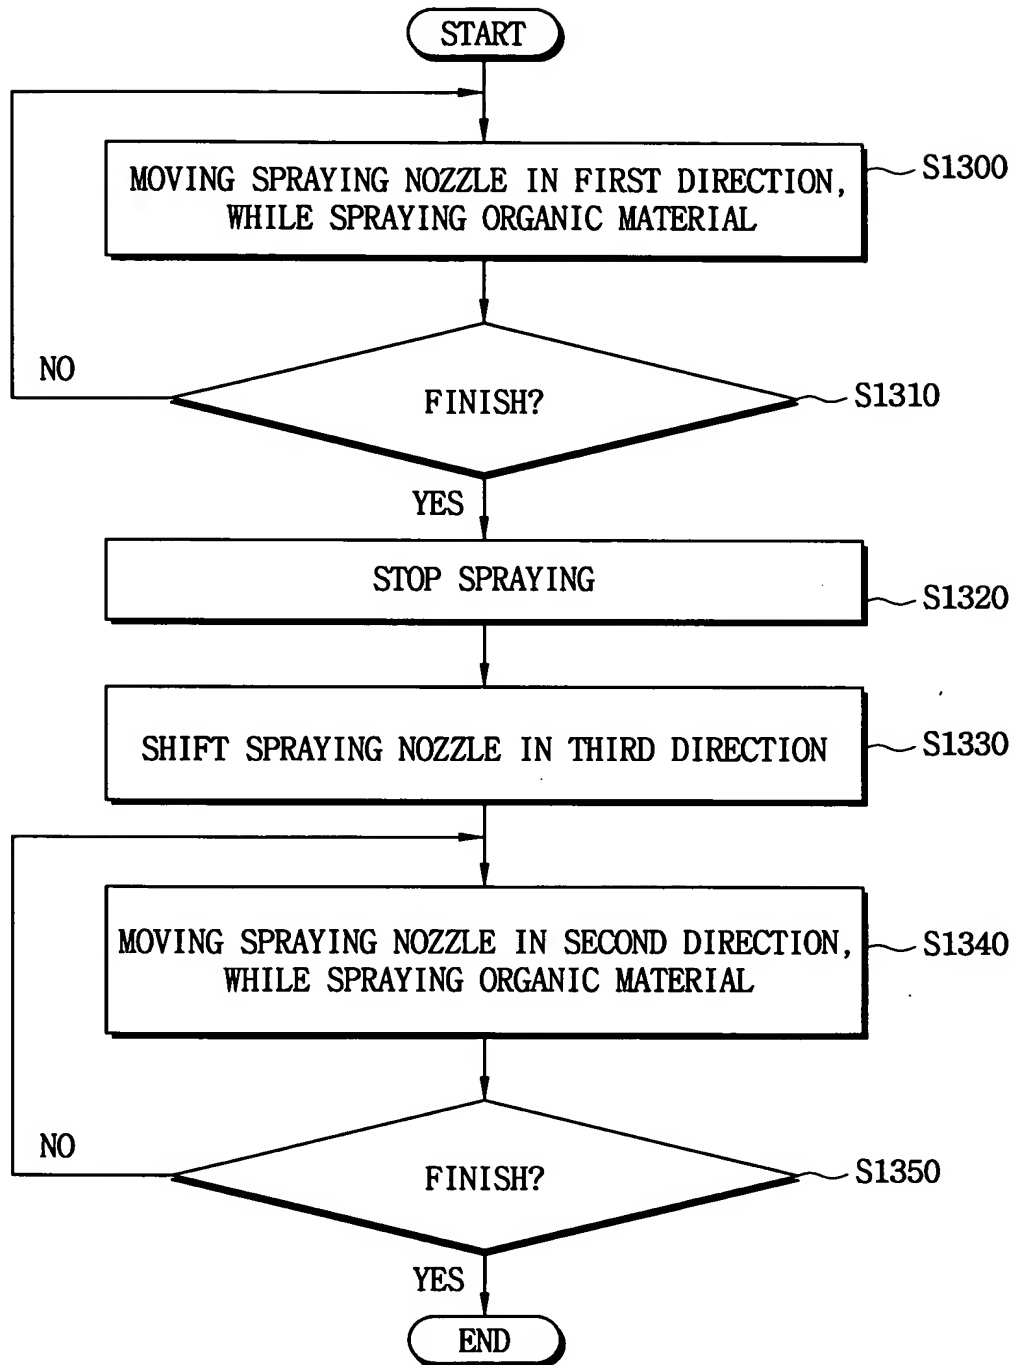 START
MOVING SPRAYING NOZZLE IN FIRST DIRECTION,
WHILE SPRAYING ORGANIC MATERIAL
S1300
NO
FINISH?
S1310
YES
STOP SPRAYING
S1320
SHIFT SPRAYING NOZZLE IN THIRD DIRECTION
S1330
MOVING SPRAYING NOZZLE IN SECOND DIRECTION,
WHILE SPRAYING ORGANIC MATERIAL
S1340
NO
FINISH?
S1350
YES
END